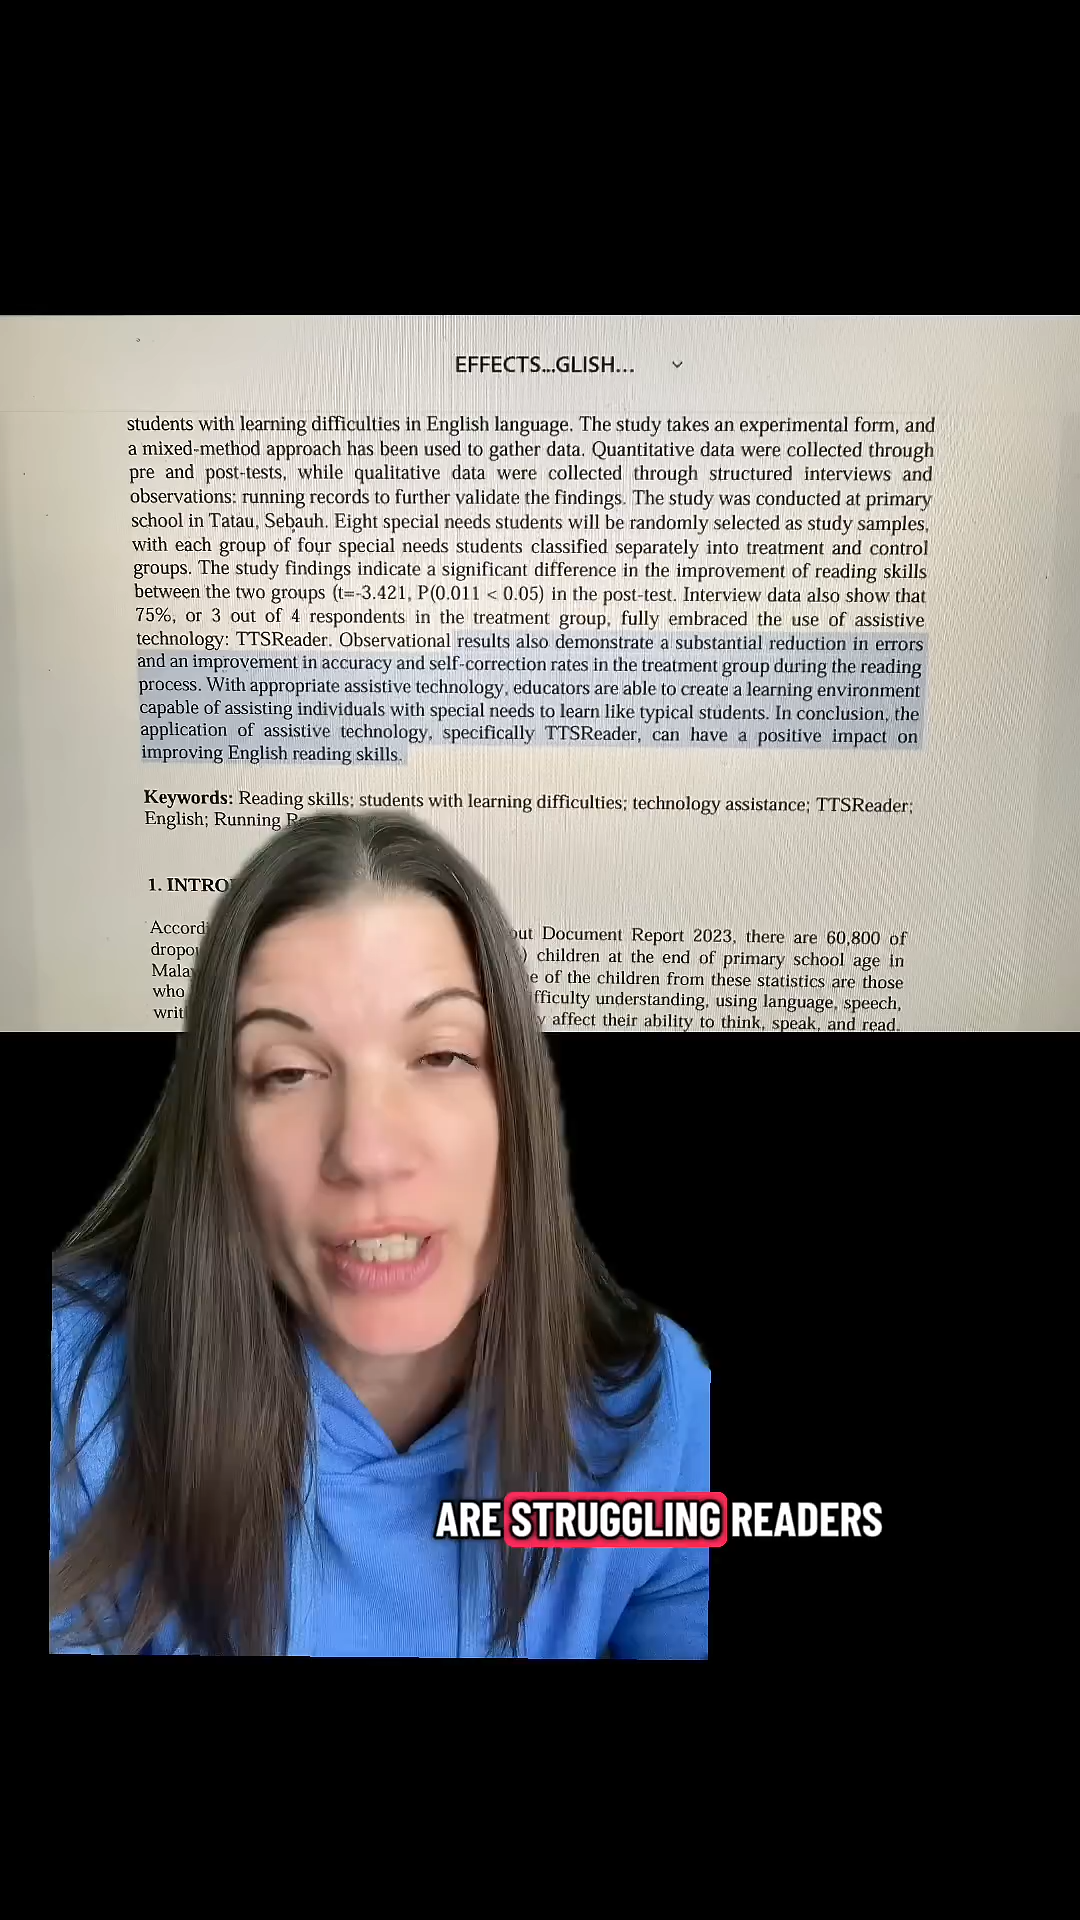 EFFECTS...GLISH...
students with learning difficulties in English language. The study takes an experimental form, and
a mixed-method approach has been used to gather data. Quantitative data were collected through
pre and post-tests, while qualitative data were collected through structured interviews and
observations: running records to further validate the findings. The study was conducted at primary
school in Tatau, Sebauh. Eight special needs students will be randomly selected as study samples,
with each group of four special needs students classified separately into treatment and control
groups. The study findings indicate a significant difference in the improvement of reading skills
between the two groups (t=-3.421, P(0.011 < 0.05) in the post-test. Interview data also show that
75%, or 3 out of 4 respondents in the treatment group, fully embraced the use of assistive
technology: TTSReader. Observational results also demonstrate a substantial reduction in errors
and an improvement in accuracy and self-correction rates in the treatment group during the reading
process. With appropriate assistive technology, educators are able to create a learning environment
capable of assisting individuals with special needs to learn like typical students. In conclusion, the
application of assistive technology, specifically TTSReader, can have a positive impact on
improving English reading skills.
Keywords: Reading skills; students with learning difficulties; technology assistance; TTSReader;
English; Running
1.
out Document Report 2023, there are 60,800 of
) children at the end of primary school age in
of the children from these statistics are those
who understanding, using language, speech,
affect their ability to think, speak, and read.
ARE STRUGGLING READERS